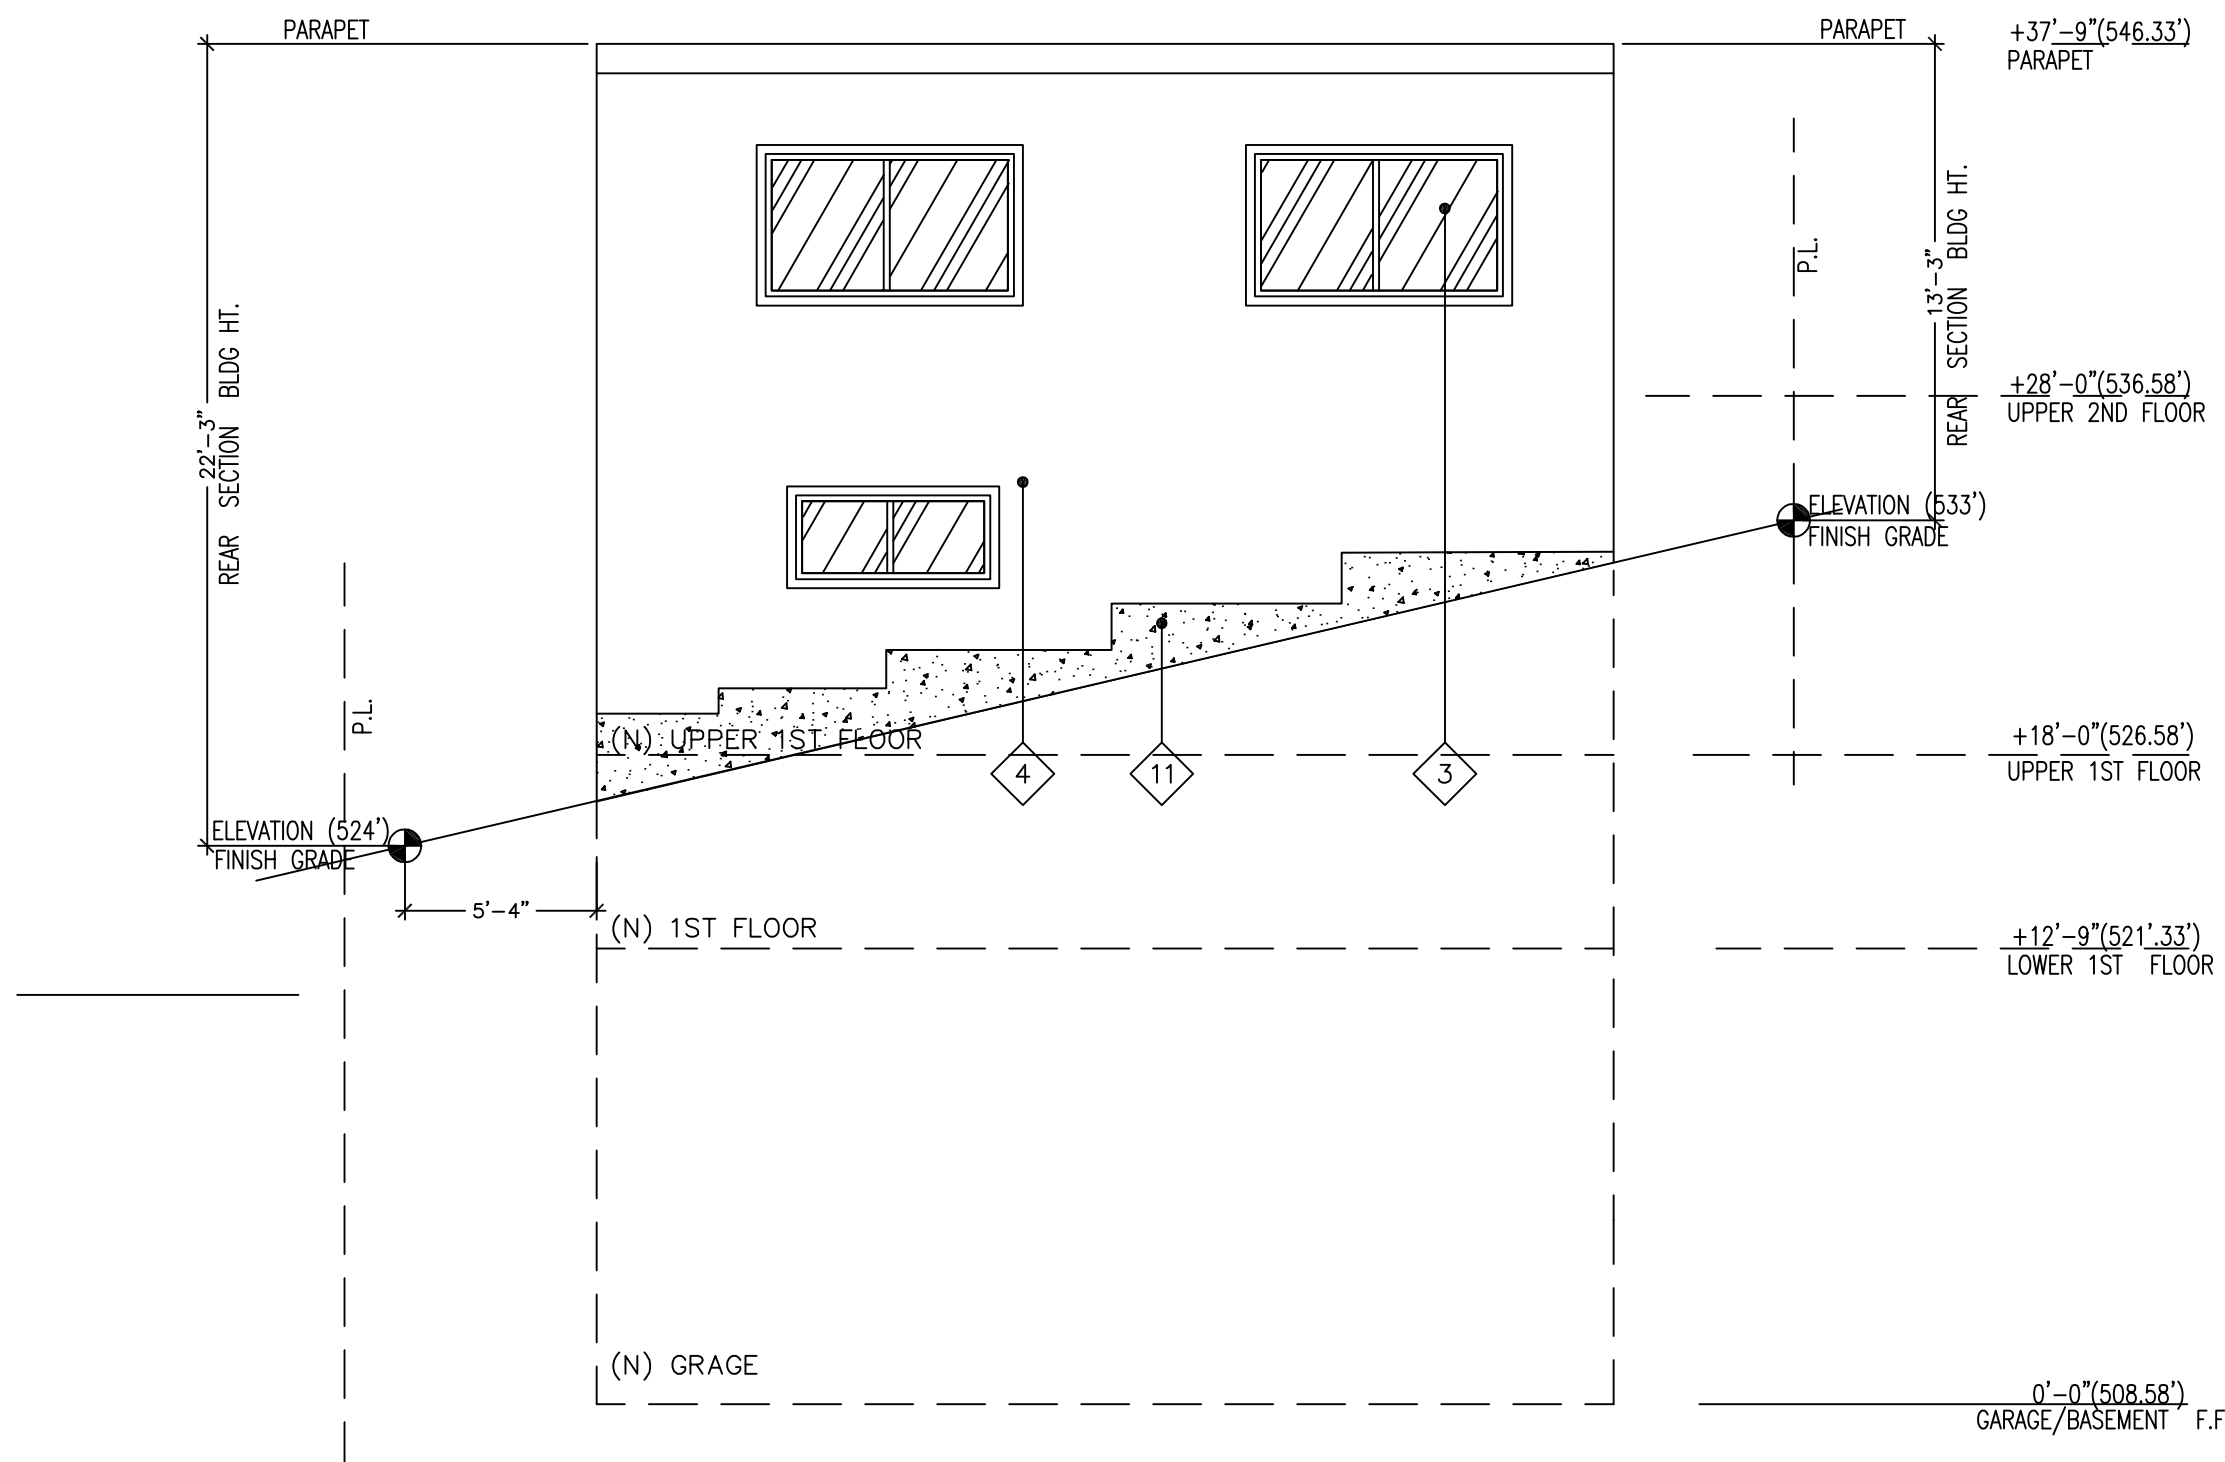 PARAPET
PARAPET
+37'-9"(546.33')
PARAPET
22'-3"
REAR SECTION BLDG HT.
P.L.
13'-3"
REAR SECTION BLDG HT.
+28'-0"(536.58')
UPPER 2ND FLOOR
ELEVATION (533')
FINISH GRADE
P.L.
(N) UPPER 1ST FLOOR
4
11
3
+18'-0"(526.58')
UPPER 1ST FLOOR
ELEVATION (524')
FINISH GRADE
5'-4"
(N) 1ST FLOOR
+12'-9"(521'.33')
LOWER 1ST FLOOR
(N) GRAGE
0'-0"(508.58')
GARAGE/BASEMENT F.F